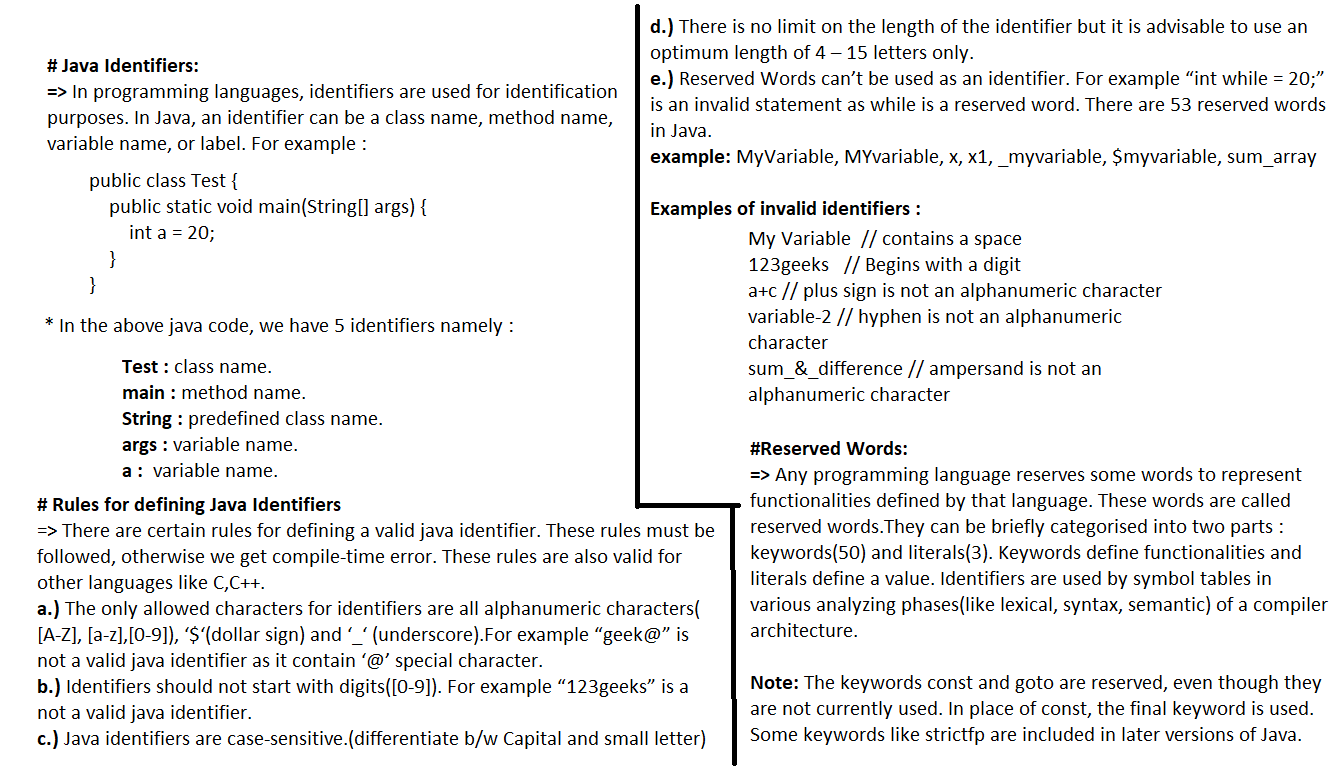 # Java Identifiers:
=> In programming languages, identifiers are used for identification
purposes. In Java, an identifier can be a class name, method name,
variable name, or label. For example :
public class Test {
public static void main(String[] args) {
int a = 20;
}
}
* In the above java code, we have 5 identifiers namely :
Test : class name.
main : method name.
String : predefined class name.
args : variable name.
a :  variable name.
# Rules for defining Java Identifiers
=> There are certain rules for defining a valid java identifier. These rules must be
followed, otherwise we get compile-time error. These rules are also valid for
other languages like C,C++.
a.) The only allowed characters for identifiers are all alphanumeric characters(
[A-Z], [a-z],[0-9]), ‘$‘(dollar sign) and ‘_‘ (underscore).For example “geek@” is
not a valid java identifier as it contain ‘@’ special character.
b.) Identifiers should not start with digits([0-9]). For example “123geeks” is a
not a valid java identifier.
c.) Java identifiers are case-sensitive.(differentiate b/w Capital and small letter)
d.) There is no limit on the length of the identifier but it is advisable to use an
optimum length of 4 – 15 letters only.
e.) Reserved Words can’t be used as an identifier. For example “int while = 20;”
is an invalid statement as while is a reserved word. There are 53 reserved words
in Java.
example: MyVariable, MYvariable, x, x1, _myvariable, $myvariable, sum_array
Examples of invalid identifiers :
My Variable  // contains a space
123geeks   // Begins with a digit
a+c // plus sign is not an alphanumeric character
variable-2 // hyphen is not an alphanumeric
character
sum_&_difference // ampersand is not an
alphanumeric character
#Reserved Words:
=> Any programming language reserves some words to represent
functionalities defined by that language. These words are called
reserved words.They can be briefly categorised into two parts :
keywords(50) and literals(3). Keywords define functionalities and
literals define a value. Identifiers are used by symbol tables in
various analyzing phases(like lexical, syntax, semantic) of a compiler
architecture.
Note: The keywords const and goto are reserved, even though they
are not currently used. In place of const, the final keyword is used.
Some keywords like strictfp are included in later versions of Java.